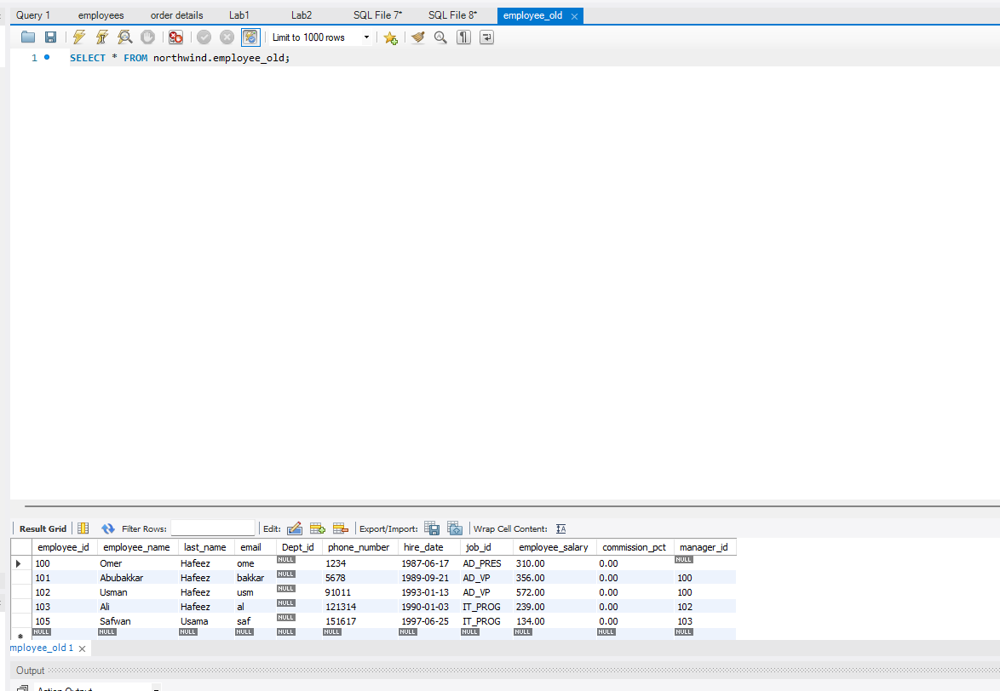 Query 1 employees order details Lab1 Lab2 SQL File 7* SQL File 8* employee_old
Limit to 1000 rows
1 SELECT * FROM northwind.employee_old;
Result Grid Filter Rows: Edit: Export/Import: Wrap Cell Content: IA
employee_id employee_name last_name email Dept_id phone_number hire_date job_id employee_salary commission_pct manager_id
100 Omer Hafeez ome NULL 1234 1987-06-17 AD_PRES 310.00 0.00 NULL
101 Abubakkar Hafeez bakkar NULL 5678 1989-09-21 AD_VP 356.00 0.00 100
102 Usman Hafeez usm NULL 91011 1993-01-13 AD_VP 572.00 0.00 100
103 Ali Hafeez al NULL 121314 1990-01-03 IT_PROG 239.00 0.00 102
105 Safwan Usama saf NULL 151617 1997-06-25 IT_PROG 134.00 0.00 103
NULL NULL NULL NULL NULL NULL NULL NULL NULL NULL NULL
mployee_old 1
Output
Action Output